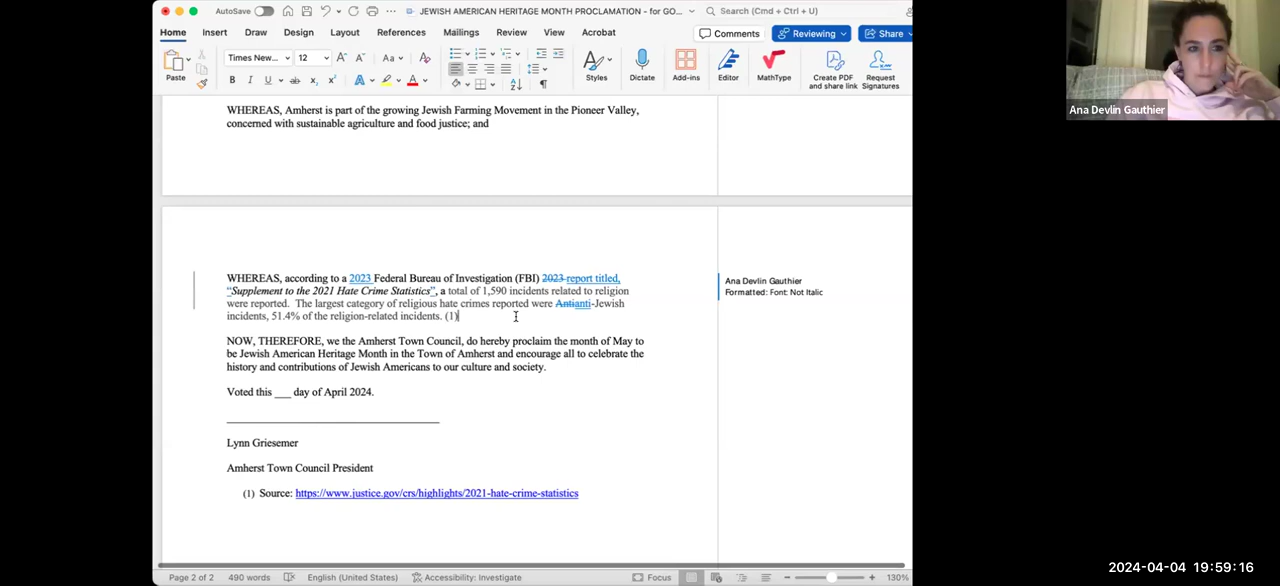 AutoSave
JEWISH AMERICAN HERITAGE MONTH PROCLAMATION - for GO...
Search (Cmd + Ctrl + U)
Home Insert Draw Design Layout References Mailings Review View Acrobat
Comments Reviewing Share
Paste
Times New... 12
Aa
B I U ab x₂ x² A A
Styles
Dictate
Add-ins
Editor
MathType
Create PDF and share link
Request Signatures
Ana Devlin Gauthier
WHEREAS, Amherst is part of the growing Jewish Farming Movement in the Pioneer Valley,
concerned with sustainable agriculture and food justice; and
WHEREAS, according to a 2023 Federal Bureau of Investigation (FBI) 2023 report titled,
“Supplement to the 2021 Hate Crime Statistics”, a total of 1,590 incidents related to religion
were reported. The largest category of religious hate crimes reported were Antianti-Jewish
incidents, 51.4% of the religion-related incidents. (1)
Ana Devlin Gauthier
Formatted: Font: Not Italic
NOW, THEREFORE, we the Amherst Town Council, do hereby proclaim the month of May to
be Jewish American Heritage Month in the Town of Amherst and encourage all to celebrate the
history and contributions of Jewish Americans to our culture and society.
Voted this ___ day of April 2024.
Lynn Griesemer
Amherst Town Council President
(1) Source: https://www.justice.gov/crs/highlights/2021-hate-crime-statistics
Page 2 of 2 490 words English (United States) Accessibility: Investigate Focus 130%
2024-04-04 19:59:16